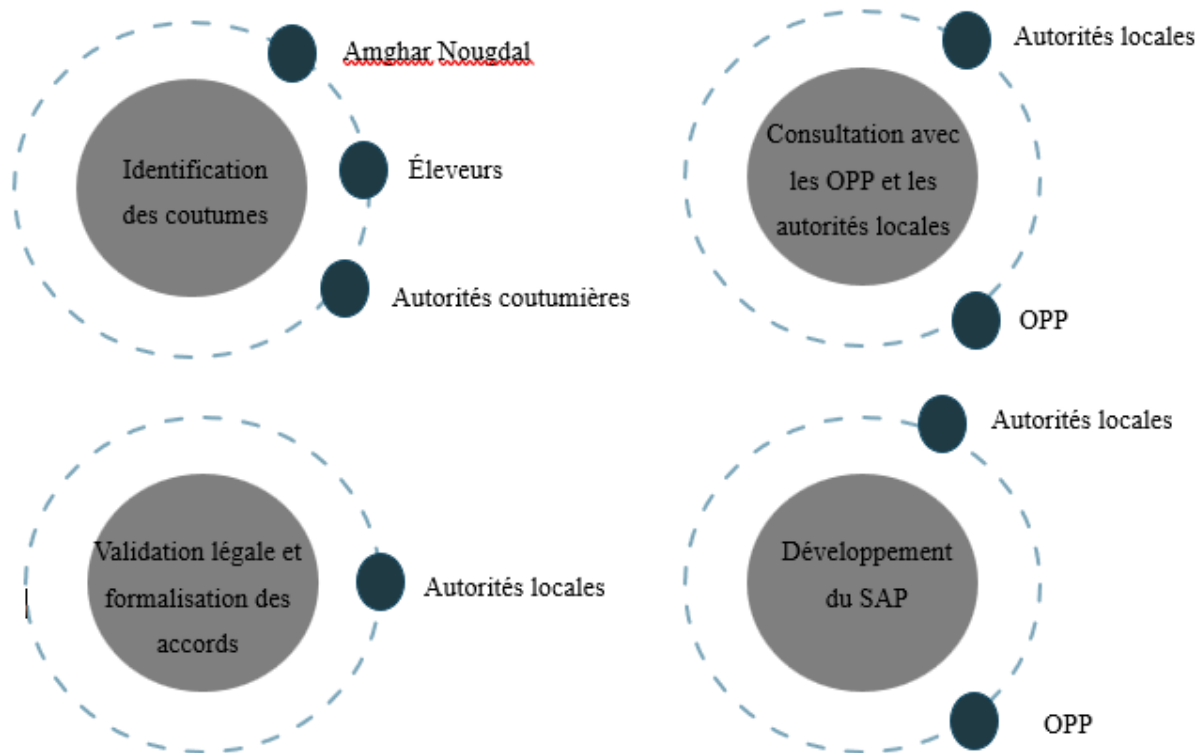 Amghar Nougdal
Identification
des coutumes
Éleveurs
Autorités coutumières
Autorités locales
Consultation avec
les OPP et les
autorités locales
OPP
Validation légale et
formalisation des
accords
Autorités locales
Autorités locales
Développement
du SAP
OPP